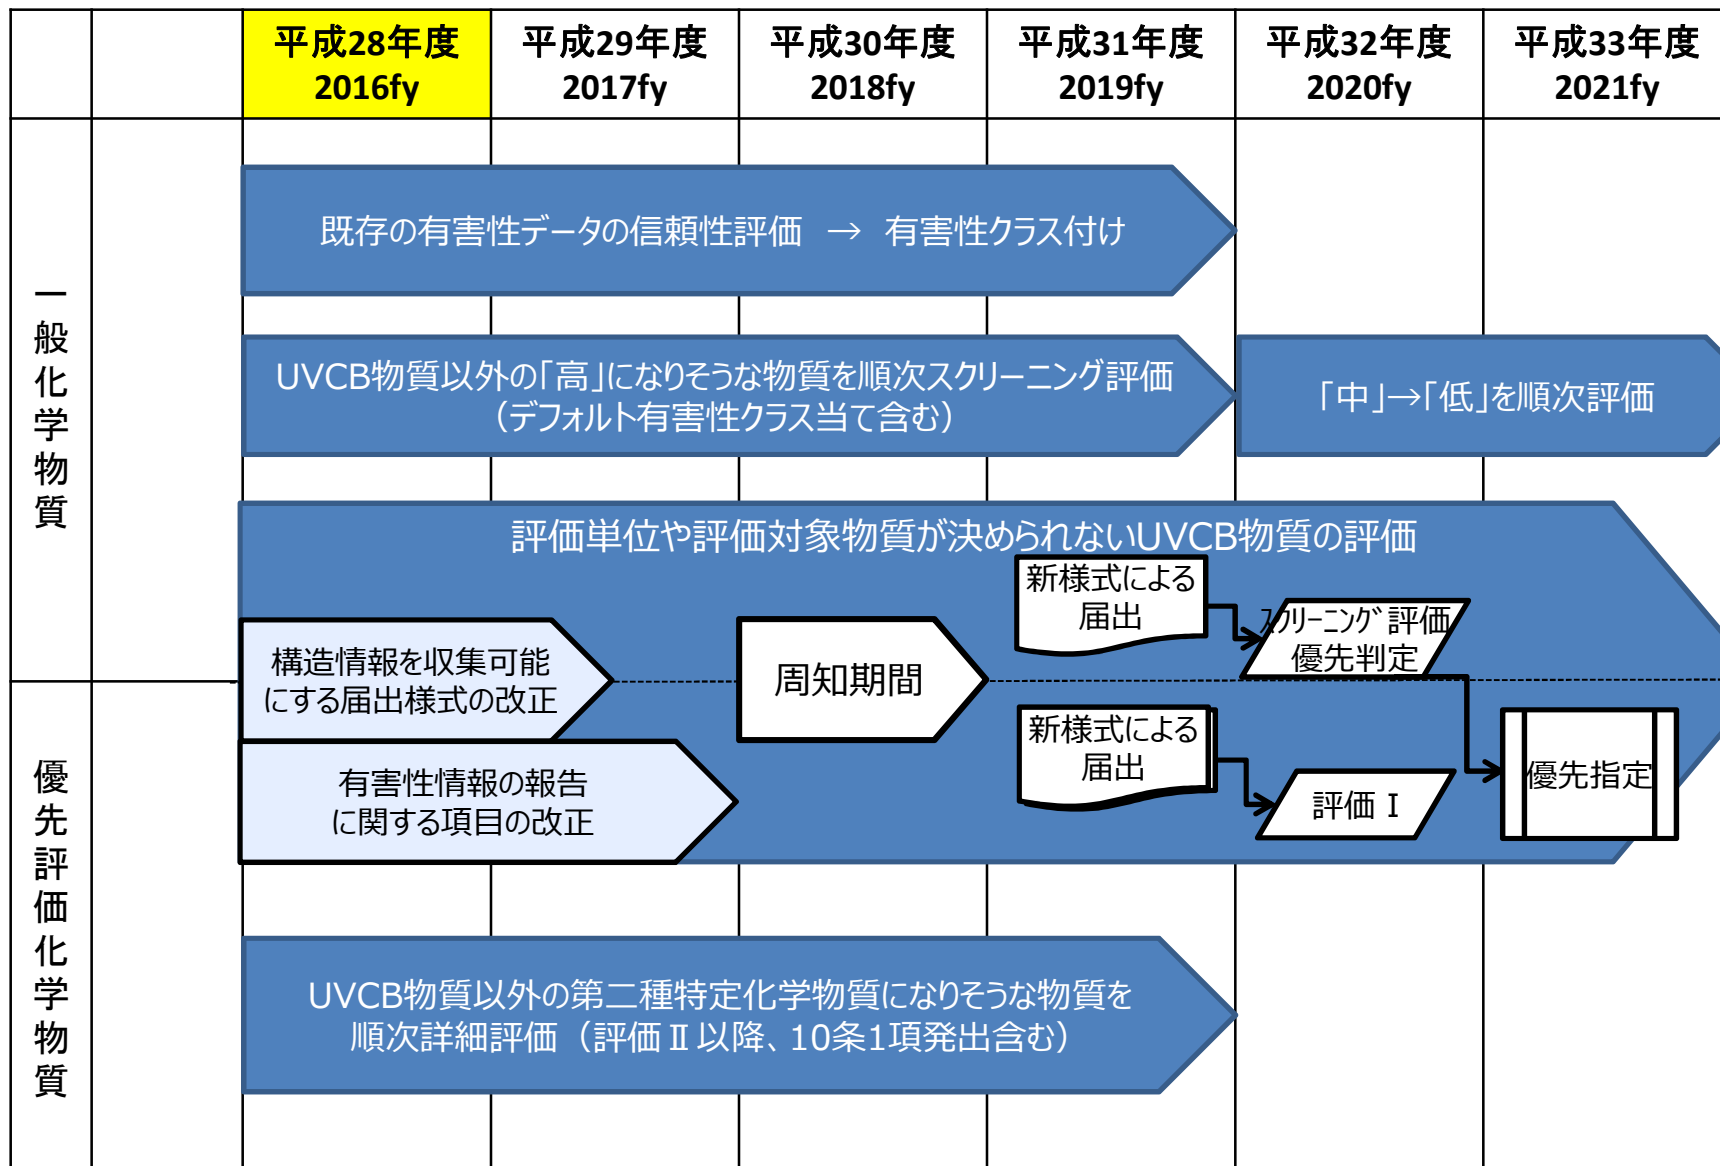 平成28年度
2016fy
平成29年度
2017fy
平成30年度
2018fy
平成31年度
2019fy
平成32年度
2020fy
平成33年度
2021fy
一般化学物質
既存の有害性データの信頼性評価 → 有害性クラス付け
UVCB物質以外の「高」になりそうな物質を順次スクリーニング評価
（デフォルト有害性クラス当て含む）
「中」→「低」を順次評価
評価単位や評価対象物質が決められないUVCB物質の評価
新様式による
届出
ｽｸﾘｰﾆﾝｸﾞ評価
優先判定
構造情報を収集可能
にする届出様式の改正
周知期間
優先評価化学物質
新様式による
届出
評価Ⅰ
優先指定
有害性情報の報告
に関する項目の改正
UVCB物質以外の第二種特定化学物質になりそうな物質を
順次詳細評価（評価Ⅱ以降、10条1項発出含む）